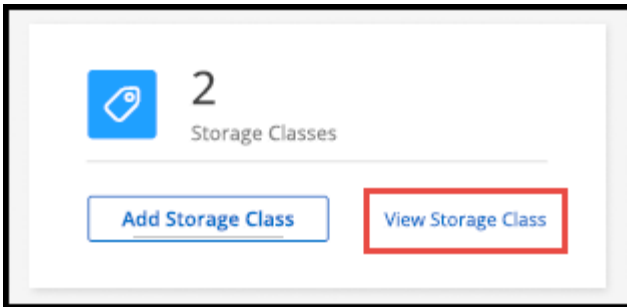 2
Storage Classes
Add Storage Class
View Storage Class